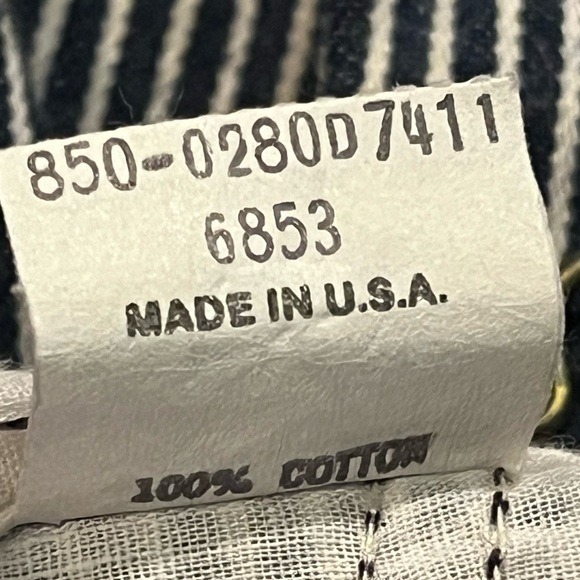 850-0280D7411
6853
MADE IN U.S.A.
100% COTTON